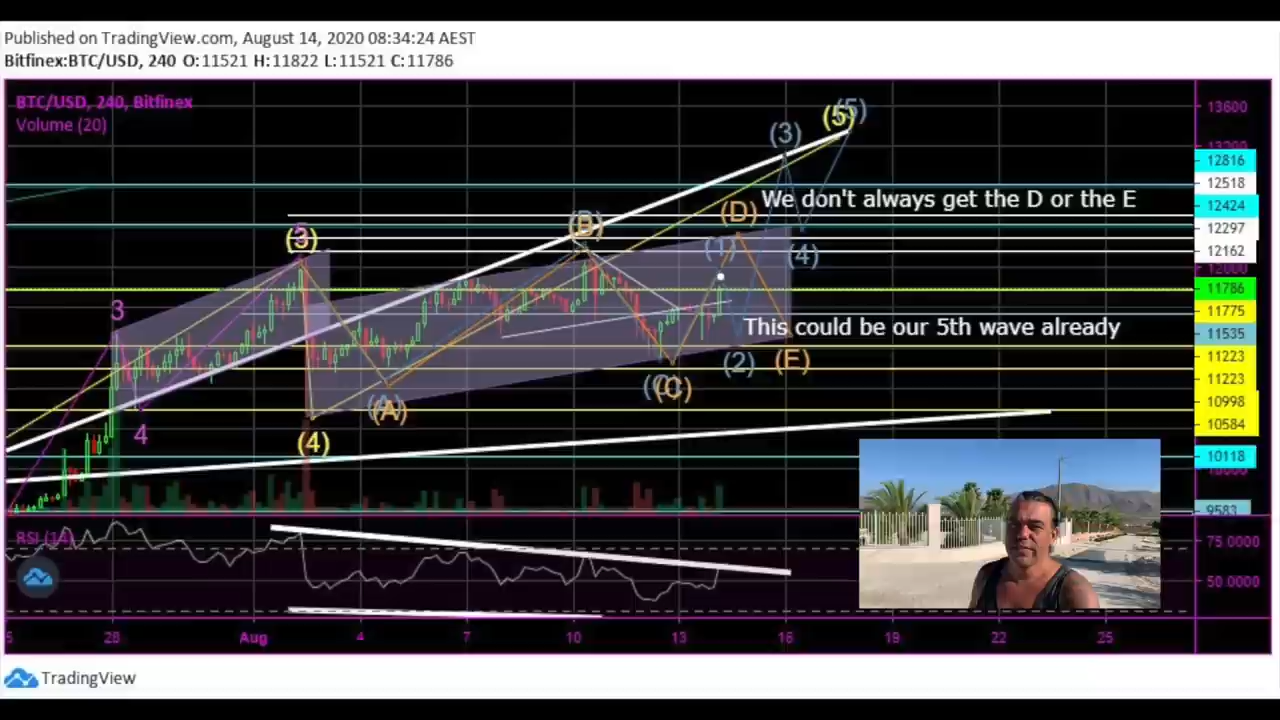 Published on TradingView.com, August 14, 2020 08:34:24 AEST
Bitfinex:BTC/USD, 240 O:11521 H:11822 L:11521 C:11786
BTC/USD, 240, Bitfinex
Volume (20)
13600
(5)
(5)
(3)
12816
12518
We don't always get the D or the E
12424
(D)
(B)
12297
(3)
(1)
(4)
12162
12000
11786
3
11775
This could be our 5th wave already
11535
11223
(2)
(E)
11223
(C)
(A)
10998
10584
4
(4)
10118
10000
9583
RSI (14)
75.0000
50.0000
28
Aug
4
7
10
13
16
19
22
25
TradingView